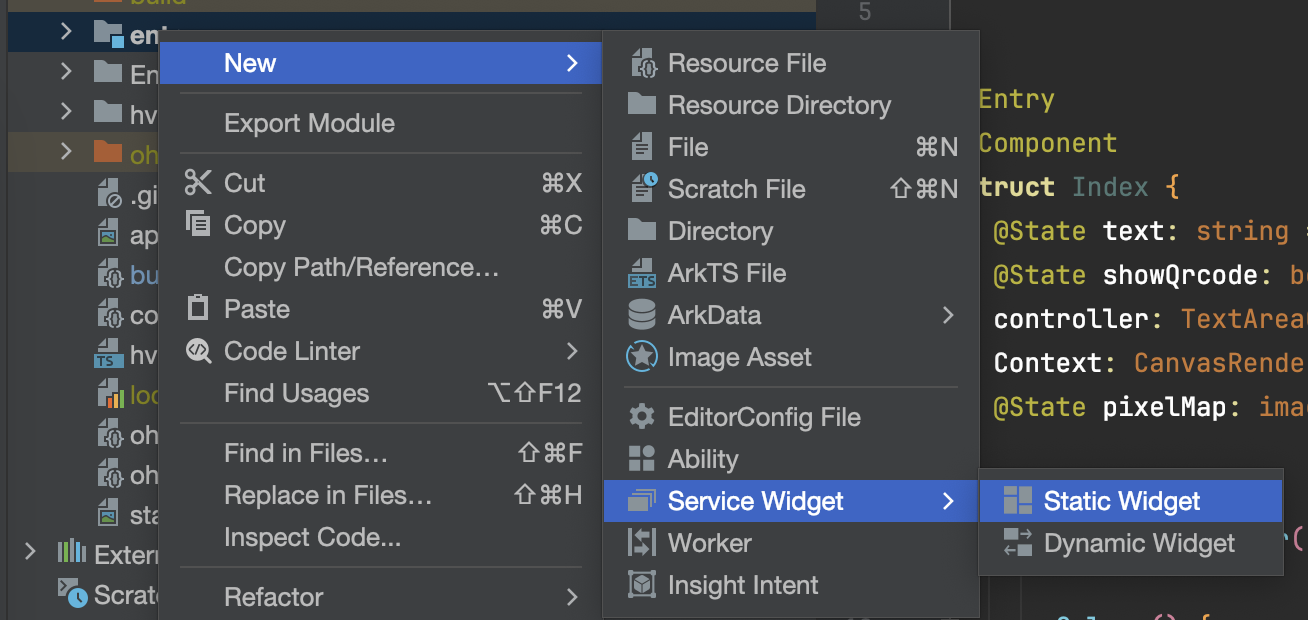 build
5
New
Export Module
Cut ⌘X
Copy ⌘C
Copy Path/Reference…
Paste ⌘V
Code Linter
Find Usages ⌥⇧F12
Find in Files… ⇧⌘F
Replace in Files… ⇧⌘H
Inspect Code...
Refactor
Resource File
Resource Directory
File ⌘N
Scratch File ⇧⌘N
Directory
ETS ArkTS File
ArkData
Image Asset
EditorConfig File
Ability
Service Widget
Worker
Insight Intent
Static Widget
Dynamic Widget
Entry
Component
truct Index {
@State text: string
@State showQrcode: b
controller: TextArea
Context: CanvasRende
@State pixelMap: ima
en
En
hv
oh
.gi
ap
bu
co
TS hv
loc
oh
oh
sta
Extern
Scrat